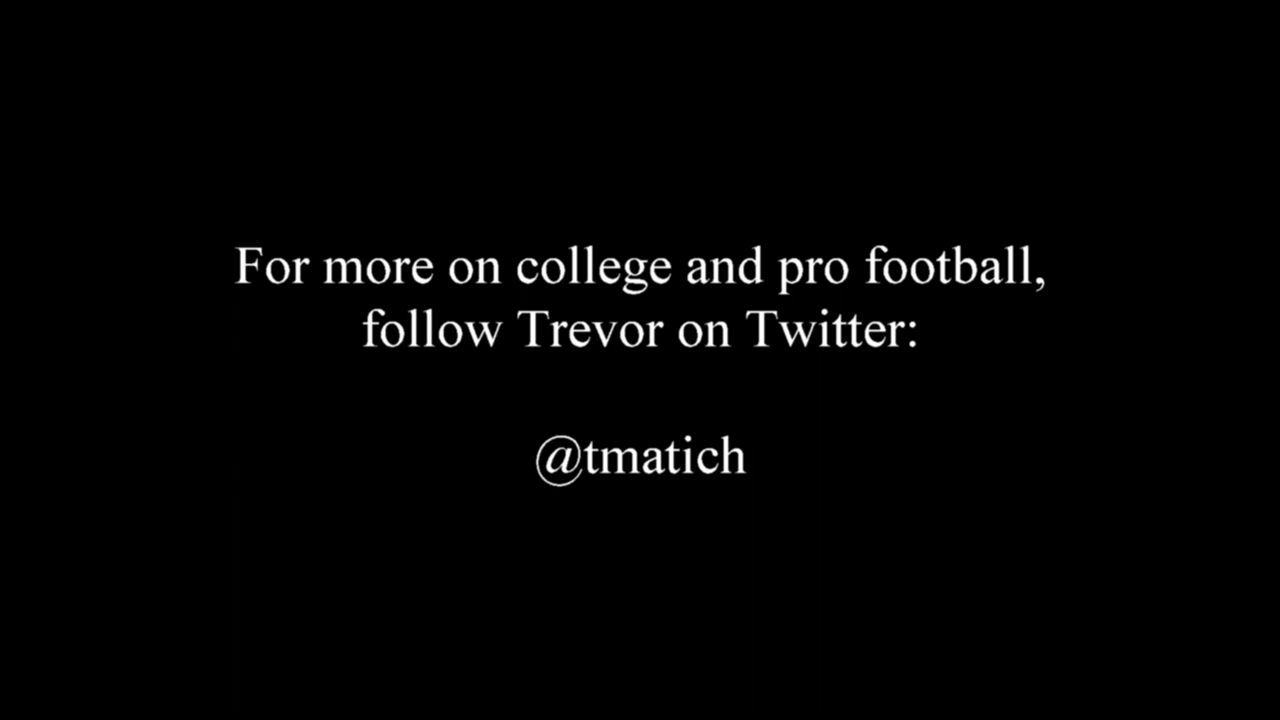 For more on college and pro football,
follow Trevor on Twitter:
@tmatich